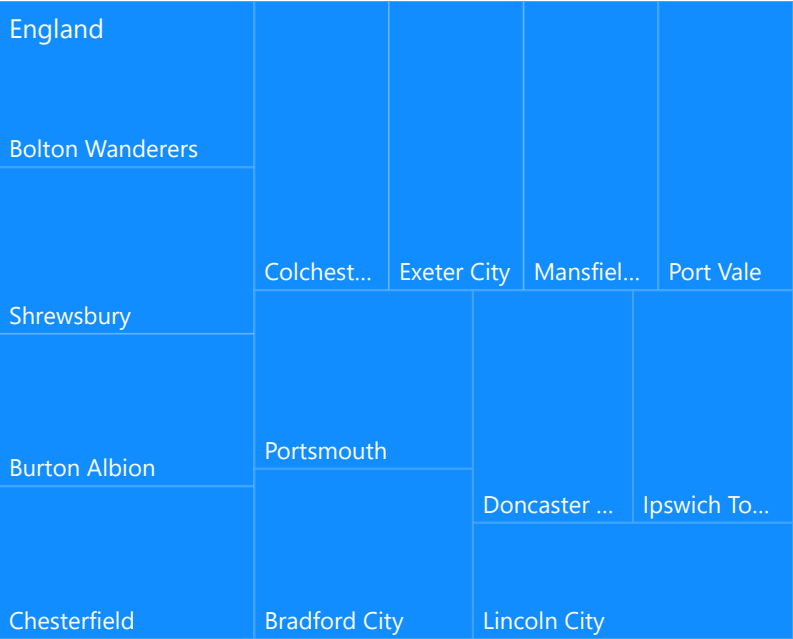 England
Bolton Wanderers
Shrewsbury
Burton Albion
Chesterfield
Colchest...
Exeter City
Mansfiel...
Port Vale
Portsmouth
Bradford City
Doncaster ...
Ipswich To...
Lincoln City